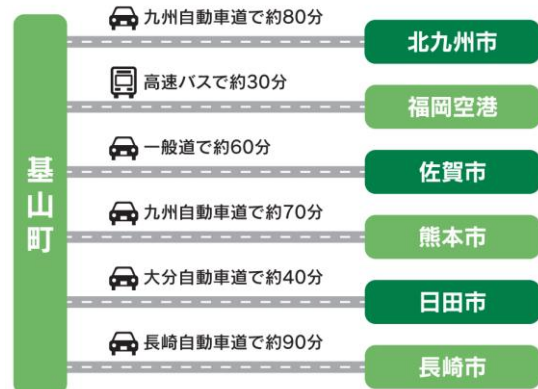 基山町
九州自動車道で約80分
北九州市
高速バスで約30分
福岡空港
一般道で約60分
佐賀市
九州自動車道で約70分
熊本市
大分自動車道で約40分
日田市
長崎自動車道で約90分
長崎市